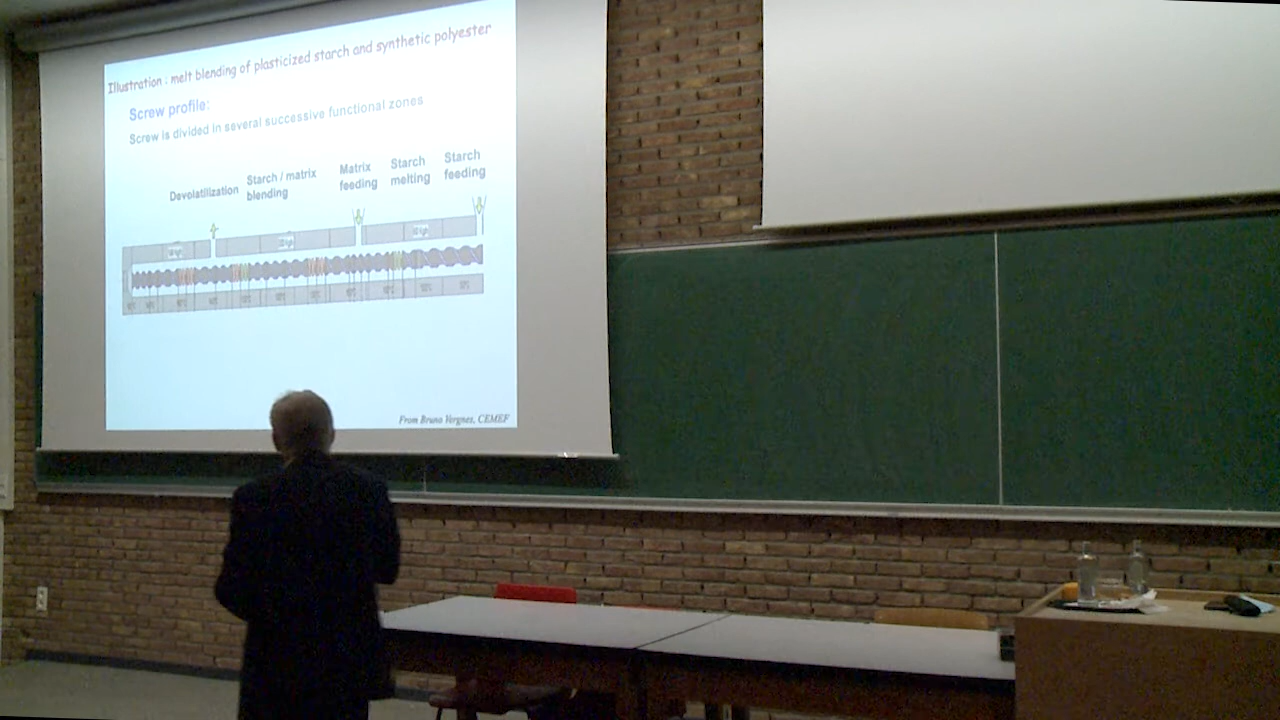 Illustration : melt blending of plasticized starch and synthetic polyester
Screw profile:
Screw is divided in several successive functional zones
Devolatilization
Starch / matrix
blending
Matrix
feeding
Starch
melting
Starch
feeding
From Bruno Vergnes, CEMEF